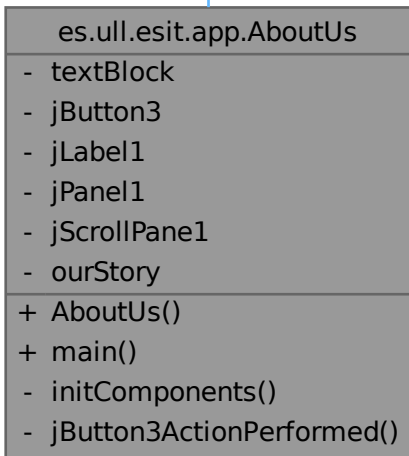 es.ull.esit.app.AboutUs
- textBlock
- jButton3
- jLabel1
- jPanel1
- jScrollPane1
- ourStory
+ AboutUs()
+ main()
- initComponents()
- jButton3ActionPerformed()